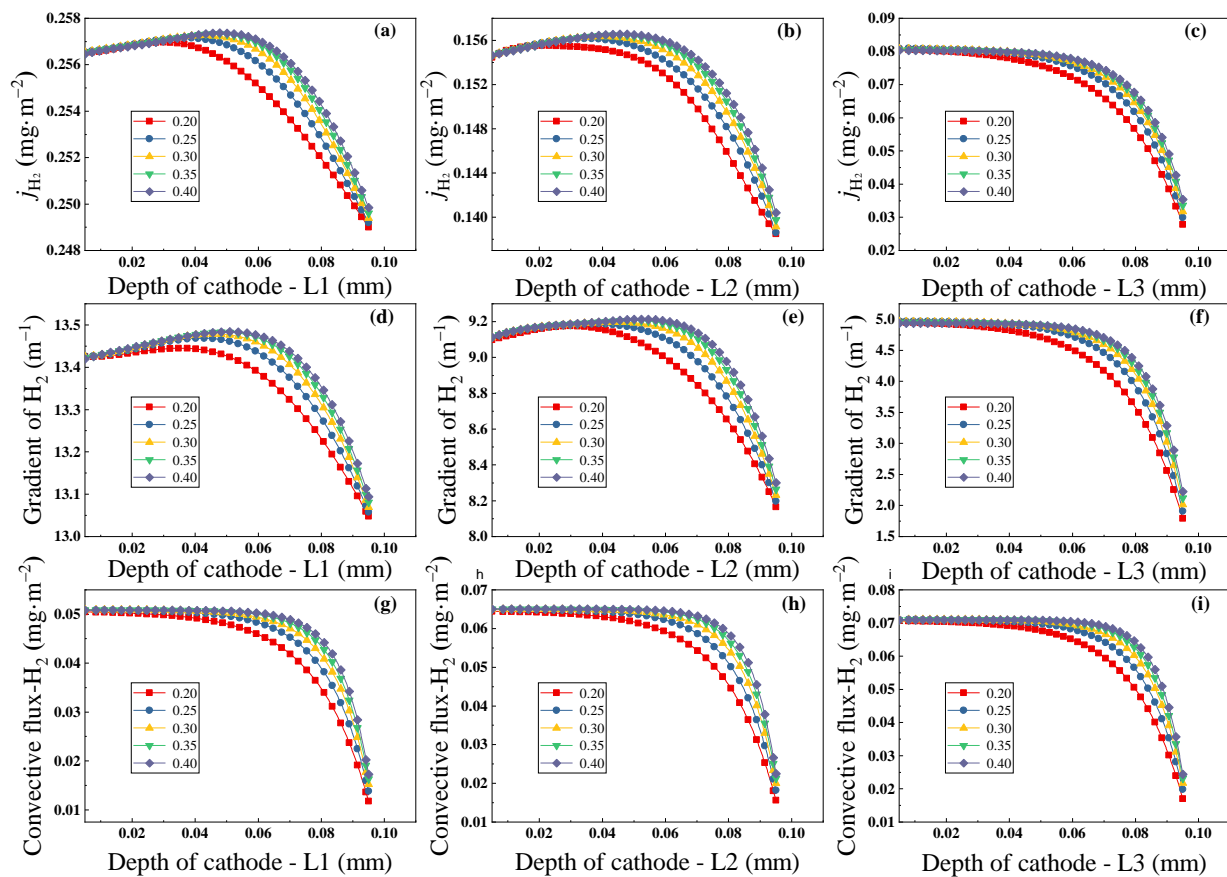 (a)
0.258
0.256
0.254
0.252
0.250
0.248
j_H₂ (mg·m⁻²)
0.20
0.25
0.30
0.35
0.40
0.02 0.04 0.06 0.08 0.10
Depth of cathode - L1 (mm)
(b)
0.156
0.152
0.148
0.144
0.140
j_H₂ (mg·m⁻²)
0.20
0.25
0.30
0.35
0.40
0.02 0.04 0.06 0.08 0.10
Depth of cathode - L2 (mm)
(c)
0.09
0.08
0.07
0.06
0.05
0.04
0.03
0.02
j_H₂ (mg·m⁻²)
0.20
0.25
0.30
0.35
0.40
0.02 0.04 0.06 0.08 0.10
Depth of cathode - L3 (mm)
(d)
13.5
13.4
13.3
13.2
13.1
13.0
Gradient of H₂ (m⁻¹)
0.20
0.25
0.30
0.35
0.40
0.02 0.04 0.06 0.08 0.10
Depth of cathode - L1 (mm)
(e)
9.2
9.0
8.8
8.6
8.4
8.2
8.0
Gradient of H₂ (m⁻¹)
0.20
0.25
0.30
0.35
0.40
0.02 0.04 0.06 0.08 0.10
Depth of cathode - L2 (mm)
(f)
5.0
4.5
4.0
3.5
3.0
2.5
2.0
1.5
Gradient of H₂ (m⁻¹)
0.20
0.25
0.30
0.35
0.40
0.02 0.04 0.06 0.08 0.10
Depth of cathode - L3 (mm)
(g)
0.05
0.04
0.03
0.02
0.01
Convective flux-H₂ (mg·m⁻²)
0.20
0.25
0.30
0.35
0.40
0.02 0.04 0.06 0.08 0.10
Depth of cathode - L1 (mm)
h
(h)
0.07
0.06
0.05
0.04
0.03
0.02
0.01
Convective flux-H₂ (mg·m⁻²)
0.20
0.25
0.30
0.35
0.40
0.02 0.04 0.06 0.08 0.10
Depth of cathode - L2 (mm)
i
(i)
0.08
0.07
0.06
0.05
0.04
0.03
0.02
0.01
Convective flux-H₂ (mg·m⁻²)
0.20
0.25
0.30
0.35
0.40
0.02 0.04 0.06 0.08 0.10
Depth of cathode - L3 (mm)